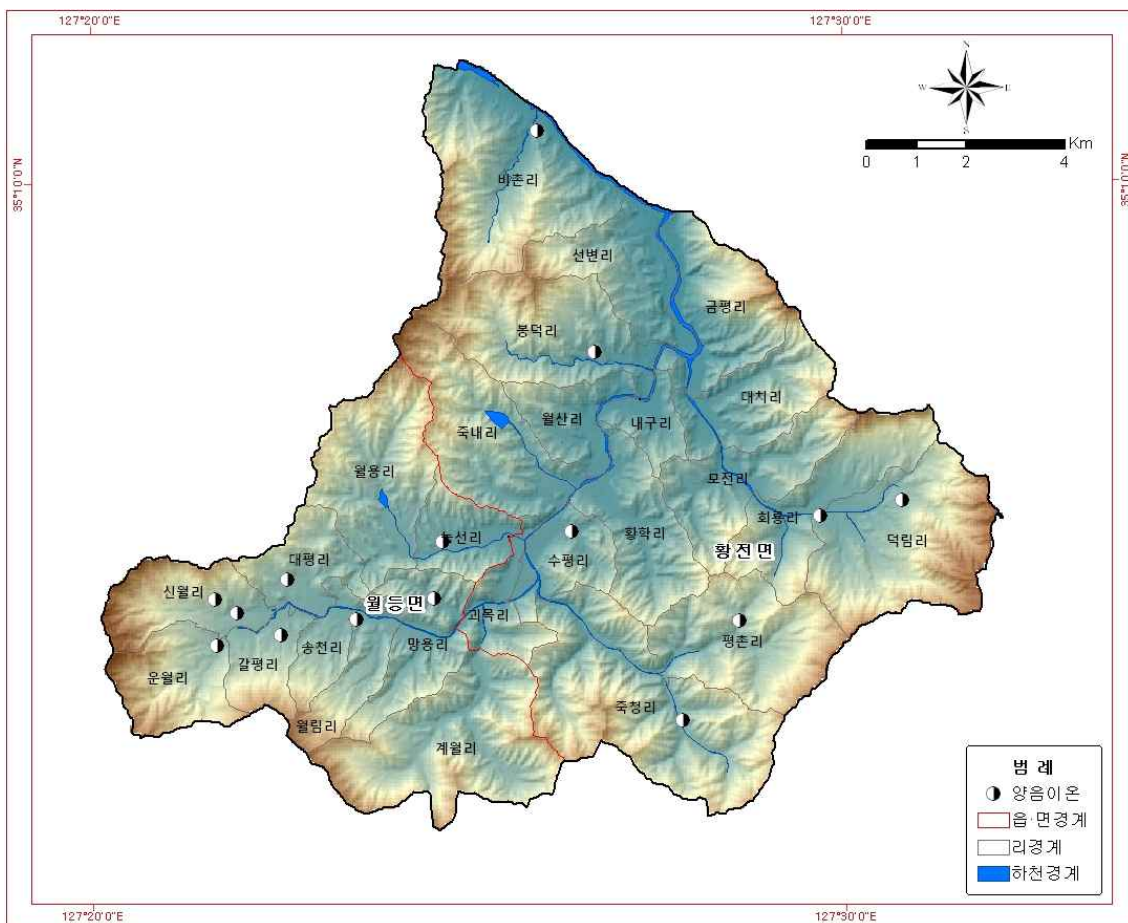 127°20'0"E 127°30'0"E
N
W E
S
Km
0 1 2 4
35°10'0"N 35°10'0"N
비촌리
선변리
금평리
봉덕리
대치리
월산리 내구리
죽내리
월용리
모전리
회룡리
농선리 황학리 덕림리
수평리 황전면
대평리
신월리
월등면
괴목리
송천리 망용리 평촌리
갈평리
운월리
죽청리
월림리
계월리
범 례
양음이온
읍·면경계
리경계
하천경계
127°20'0"E 127°30'0"E